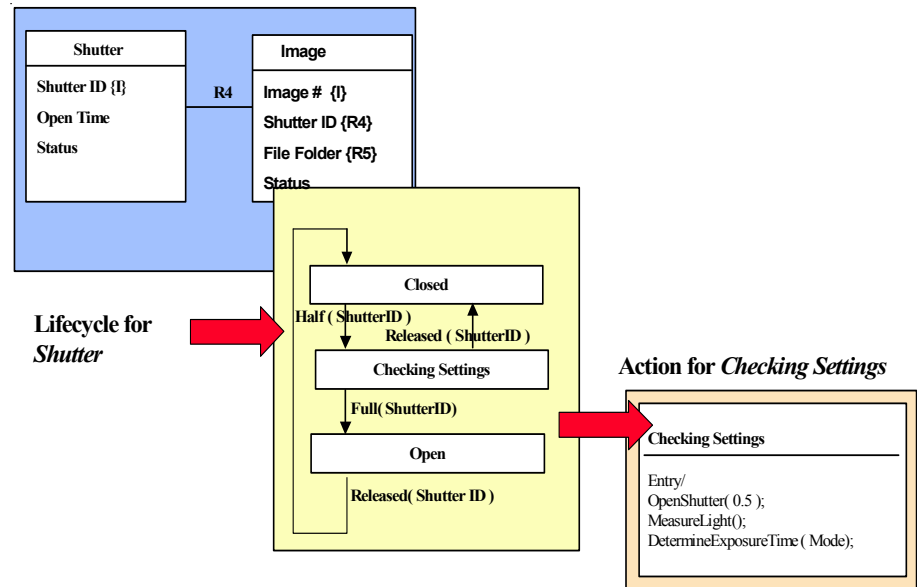 Shutter
Shutter ID {I}
Open Time
Status
R4
Image
Image # {I}
Shutter ID {R4}
File Folder {R5}
Status
Lifecycle for
Shutter
Closed
Half ( ShutterID )
Released ( ShutterID )
Checking Settings
Full( ShutterID)
Open
Released( Shutter ID )
Action for Checking Settings
Checking Settings
Entry/
OpenShutter( 0.5 );
MeasureLight();
DetermineExposureTime ( Mode);